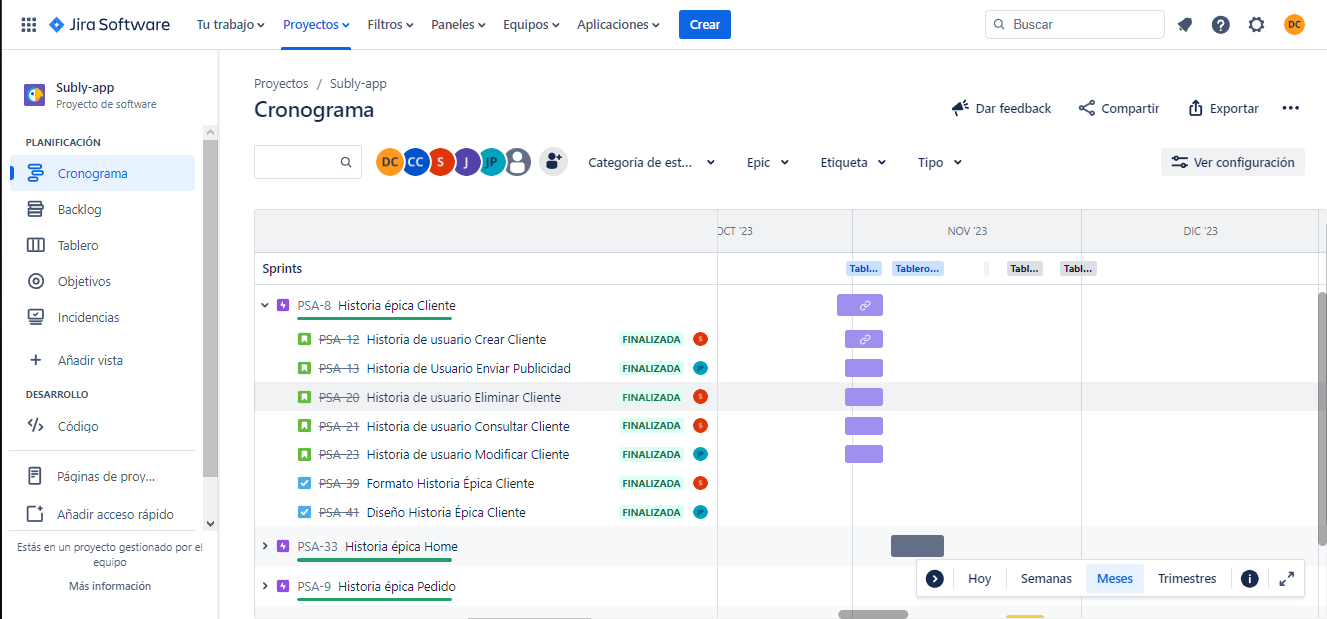 Jira Software
Tu trabajo
Proyectos
Filtros
Paneles
Equipos
Aplicaciones
Crear
Buscar
DC
Subly-app
Proyecto de software
PLANIFICACIÓN
Cronograma
Backlog
Tablero
Objetivos
Incidencias
Añadir vista
DESARROLLO
Código
Páginas de proy...
Añadir acceso rápido
Estás en un proyecto gestionado por el
equipo
Más información
Proyectos / Subly-app
Cronograma
Dar feedback
Compartir
Exportar
DC CC S J JP
Categoría de est...
Epic
Etiqueta
Tipo
Ver configuración
OCT '23
NOV '23
DIC '23
Sprints
Tabl...
Tablero...
Tabl...
Tabl...
PSA-8 Historia épica Cliente
PSA-12 Historia de usuario Crear Cliente FINALIZADA S
PSA-13 Historia de Usuario Enviar Publicidad FINALIZADA JP
PSA-20 Historia de usuario Eliminar Cliente FINALIZADA S
PSA-21 Historia de usuario Consultar Cliente FINALIZADA S
PSA-23 Historia de usuario Modificar Cliente FINALIZADA JP
PSA-39 Formato Historia Épica Cliente FINALIZADA S
PSA-41 Diseño Historia Épica Cliente FINALIZADA JP
PSA-33 Historia épica Home
PSA-9 Historia épica Pedido
Hoy
Semanas
Meses
Trimestres